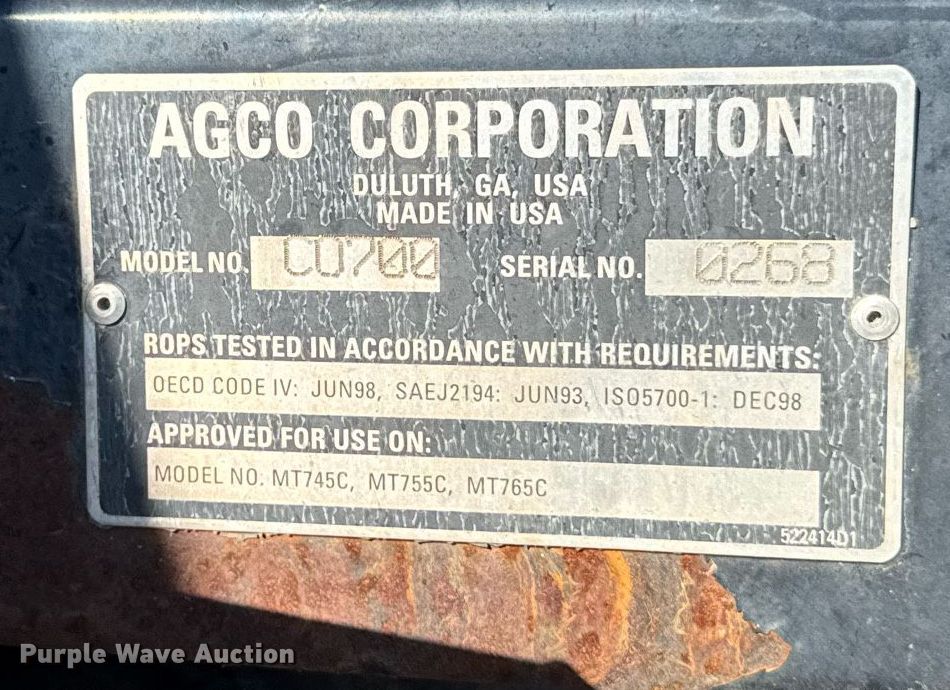 AGCO CORPORATION
DULUTH, GA, USA
MADE IN USA
MODEL NO. CU700 SERIAL NO. 0268
ROPS TESTED IN ACCORDANCE WITH REQUIREMENTS:
OECD CODE IV: JUN98, SAEJ2194: JUN93, ISO5700-1: DEC98
APPROVED FOR USE ON:
MODEL NO: MT745C, MT755C, MT765C
522414D1
Purple Wave Auction